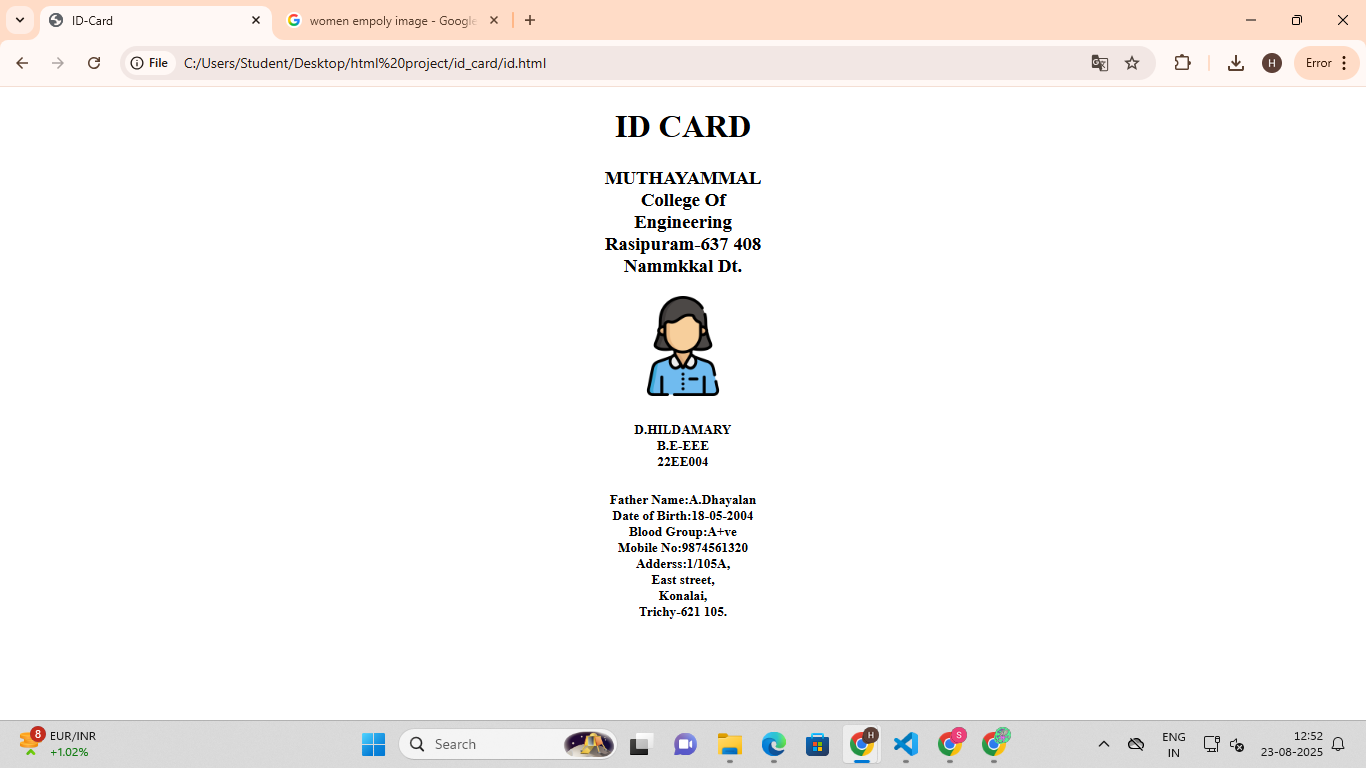 ID-Card
women empoly image - Google
File
C:/Users/Student/Desktop/html%20project/id_card/id.html
H
Error
ID CARD
MUTHAYAMMAL
College Of
Engineering
Rasipuram-637 408
Nammkkal Dt.
D.HILDAMARY
B.E-EEE
22EE004
Father Name:A.Dhayalan
Date of Birth:18-05-2004
Blood Group:A+ve
Mobile No:9874561320
Adderss:1/105A,
East street,
Konalai,
Trichy-621 105.
8
EUR/INR
+1.02%
Search
H
S
ENG
IN
12:52
23-08-2025